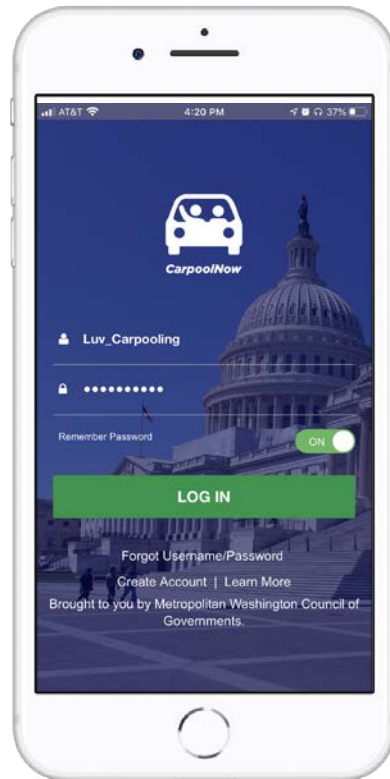 AT&T 4:20 PM 37%
CarpoolNow
Luv_Carpooling
••••••••••
Remember Password ON
LOG IN
Forgot Username/Password
Create Account | Learn More
Brought to you by Metropolitan Washington Council of
Governments.